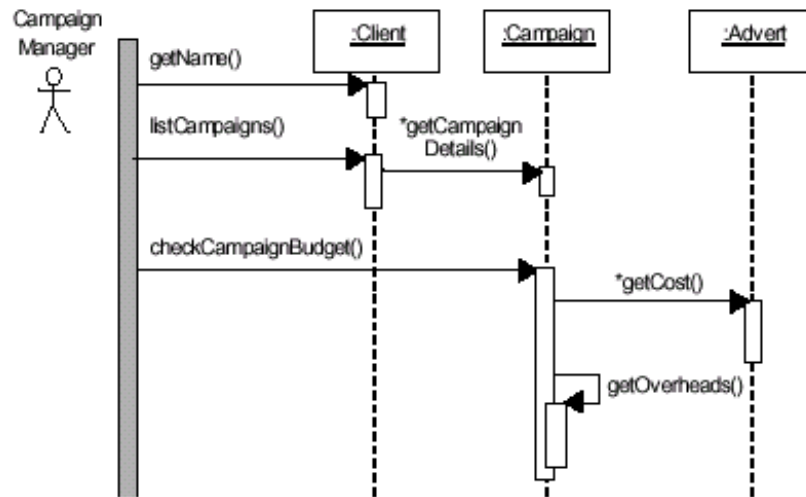 Campaign
Manager
:Client
:Campaign
:Advert
getName()
listCampaigns()
*getCampaign
Details()
checkCampaignBudget()
*getCost()
getOverheads()